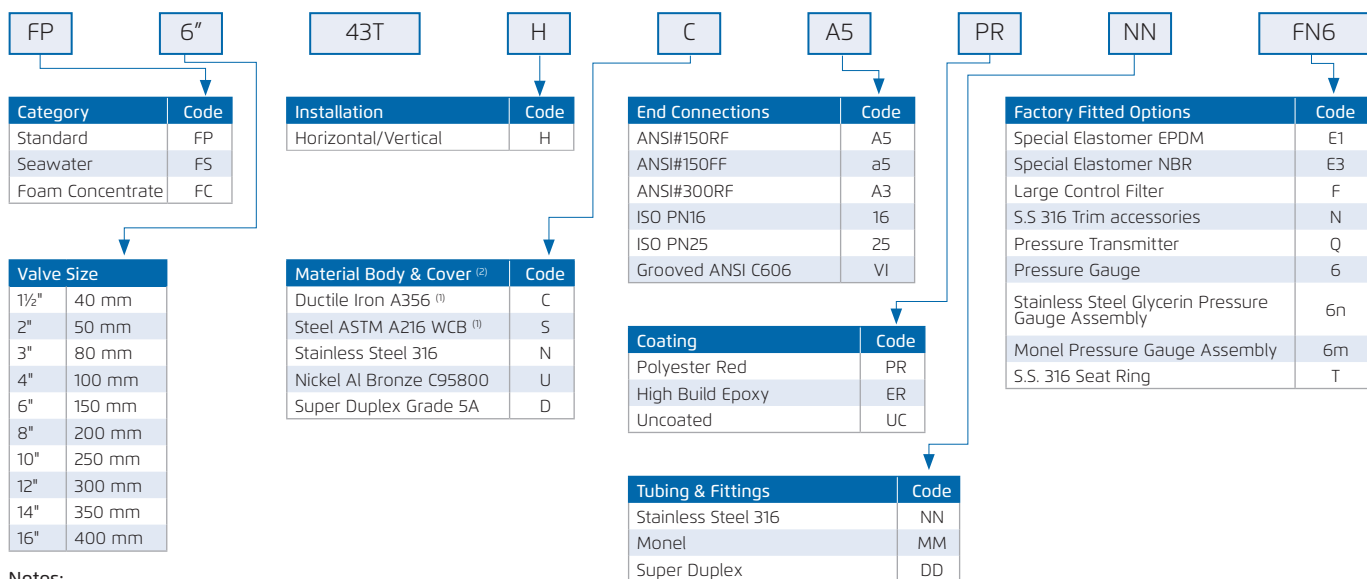 FP 6″ 43T H C A5 PR NN FN6
Category Code
Standard FP
Seawater FS
Foam Concentrate FC
Valve Size
1½" 40 mm
2" 50 mm
3" 80 mm
4" 100 mm
6" 150 mm
8" 200 mm
10" 250 mm
12" 300 mm
14" 350 mm
16" 400 mm
Installation Code
Horizontal/Vertical H
Material Body & Cover (2) Code
Ductile Iron A356 (1) C
Steel ASTM A216 WCB (1) S
Stainless Steel 316 N
Nickel Al Bronze C95800 U
Super Duplex Grade 5A D
End Connections Code
ANSI#150RF A5
ANSI#150FF a5
ANSI#300RF A3
ISO PN16 16
ISO PN25 25
Grooved ANSI C606 VI
Coating Code
Polyester Red PR
High Build Epoxy ER
Uncoated UC
Tubing & Fittings Code
Stainless Steel 316 NN
Monel MM
Super Duplex DD
Factory Fitted Options Code
Special Elastomer EPDM E1
Special Elastomer NBR E3
Large Control Filter F
S.S 316 Trim accessories N
Pressure Transmitter Q
Pressure Gauge 6
Stainless Steel Glycerin Pressure
Gauge Assembly 6n
Monel Pressure Gauge Assembly 6m
S.S. 316 Seat Ring T
Notes: